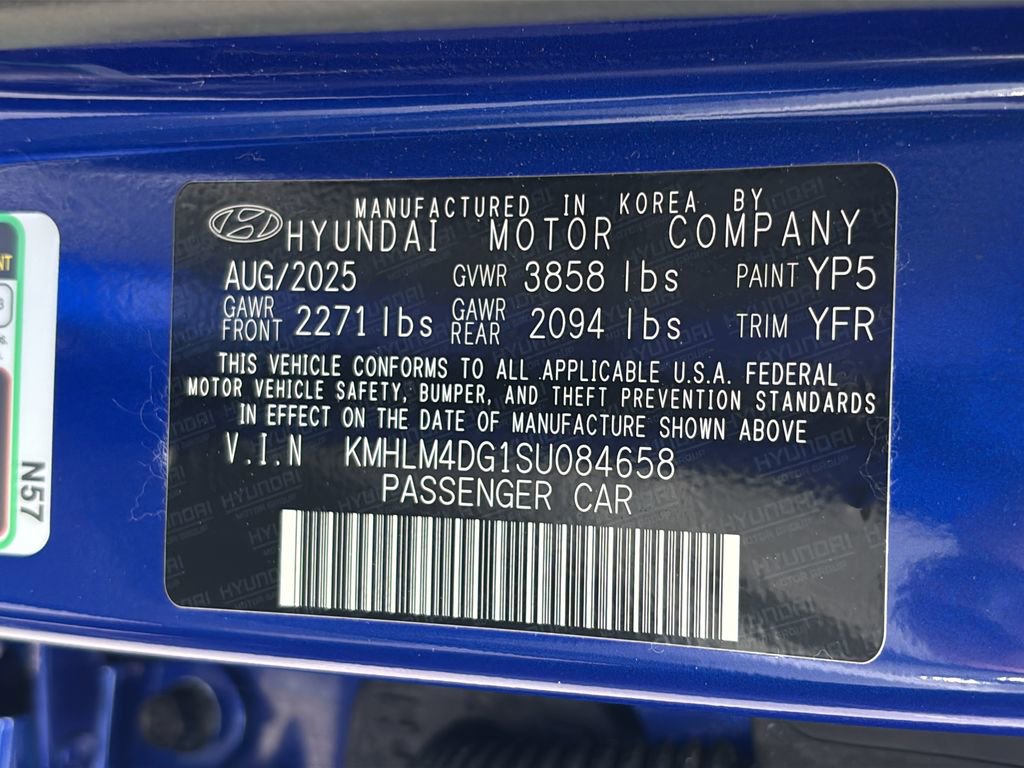 MANUFACTURED IN KOREA BY
HYUNDAI MOTOR COMPANY
AUG/2025 GVWR 3858 lbs PAINT YP5
GAWR FRONT 2271 lbs GAWR REAR 2094 lbs TRIM YFR
THIS VEHICLE CONFORMS TO ALL APPLICABLE U.S.A. FEDERAL
MOTOR VEHICLE SAFETY, BUMPER, AND THEFT PREVENTION STANDARDS
IN EFFECT ON THE DATE OF MANUFACTURE SHOWN ABOVE
V.I.N KMHLM4DG1SU084658
PASSENGER CAR
N57